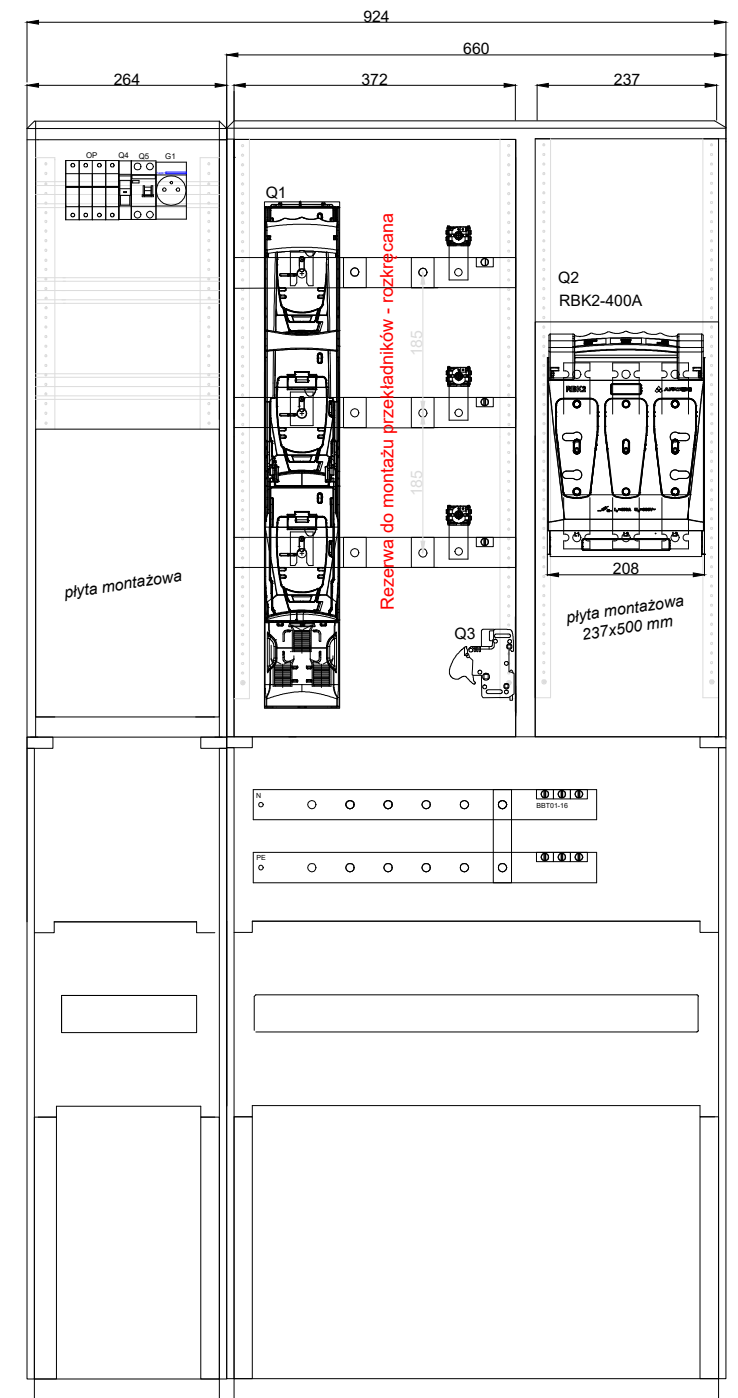 924
660
264
372
237
OP
Q4
Q5
G1
Q1
Q2
RBK2-400A
Rezerwa do montażu przekładników - rozkręcana
185
185
RBK2
208
płyta montażowa
płyta montażowa
237x500 mm
Q3
N
BBT01-16
PE